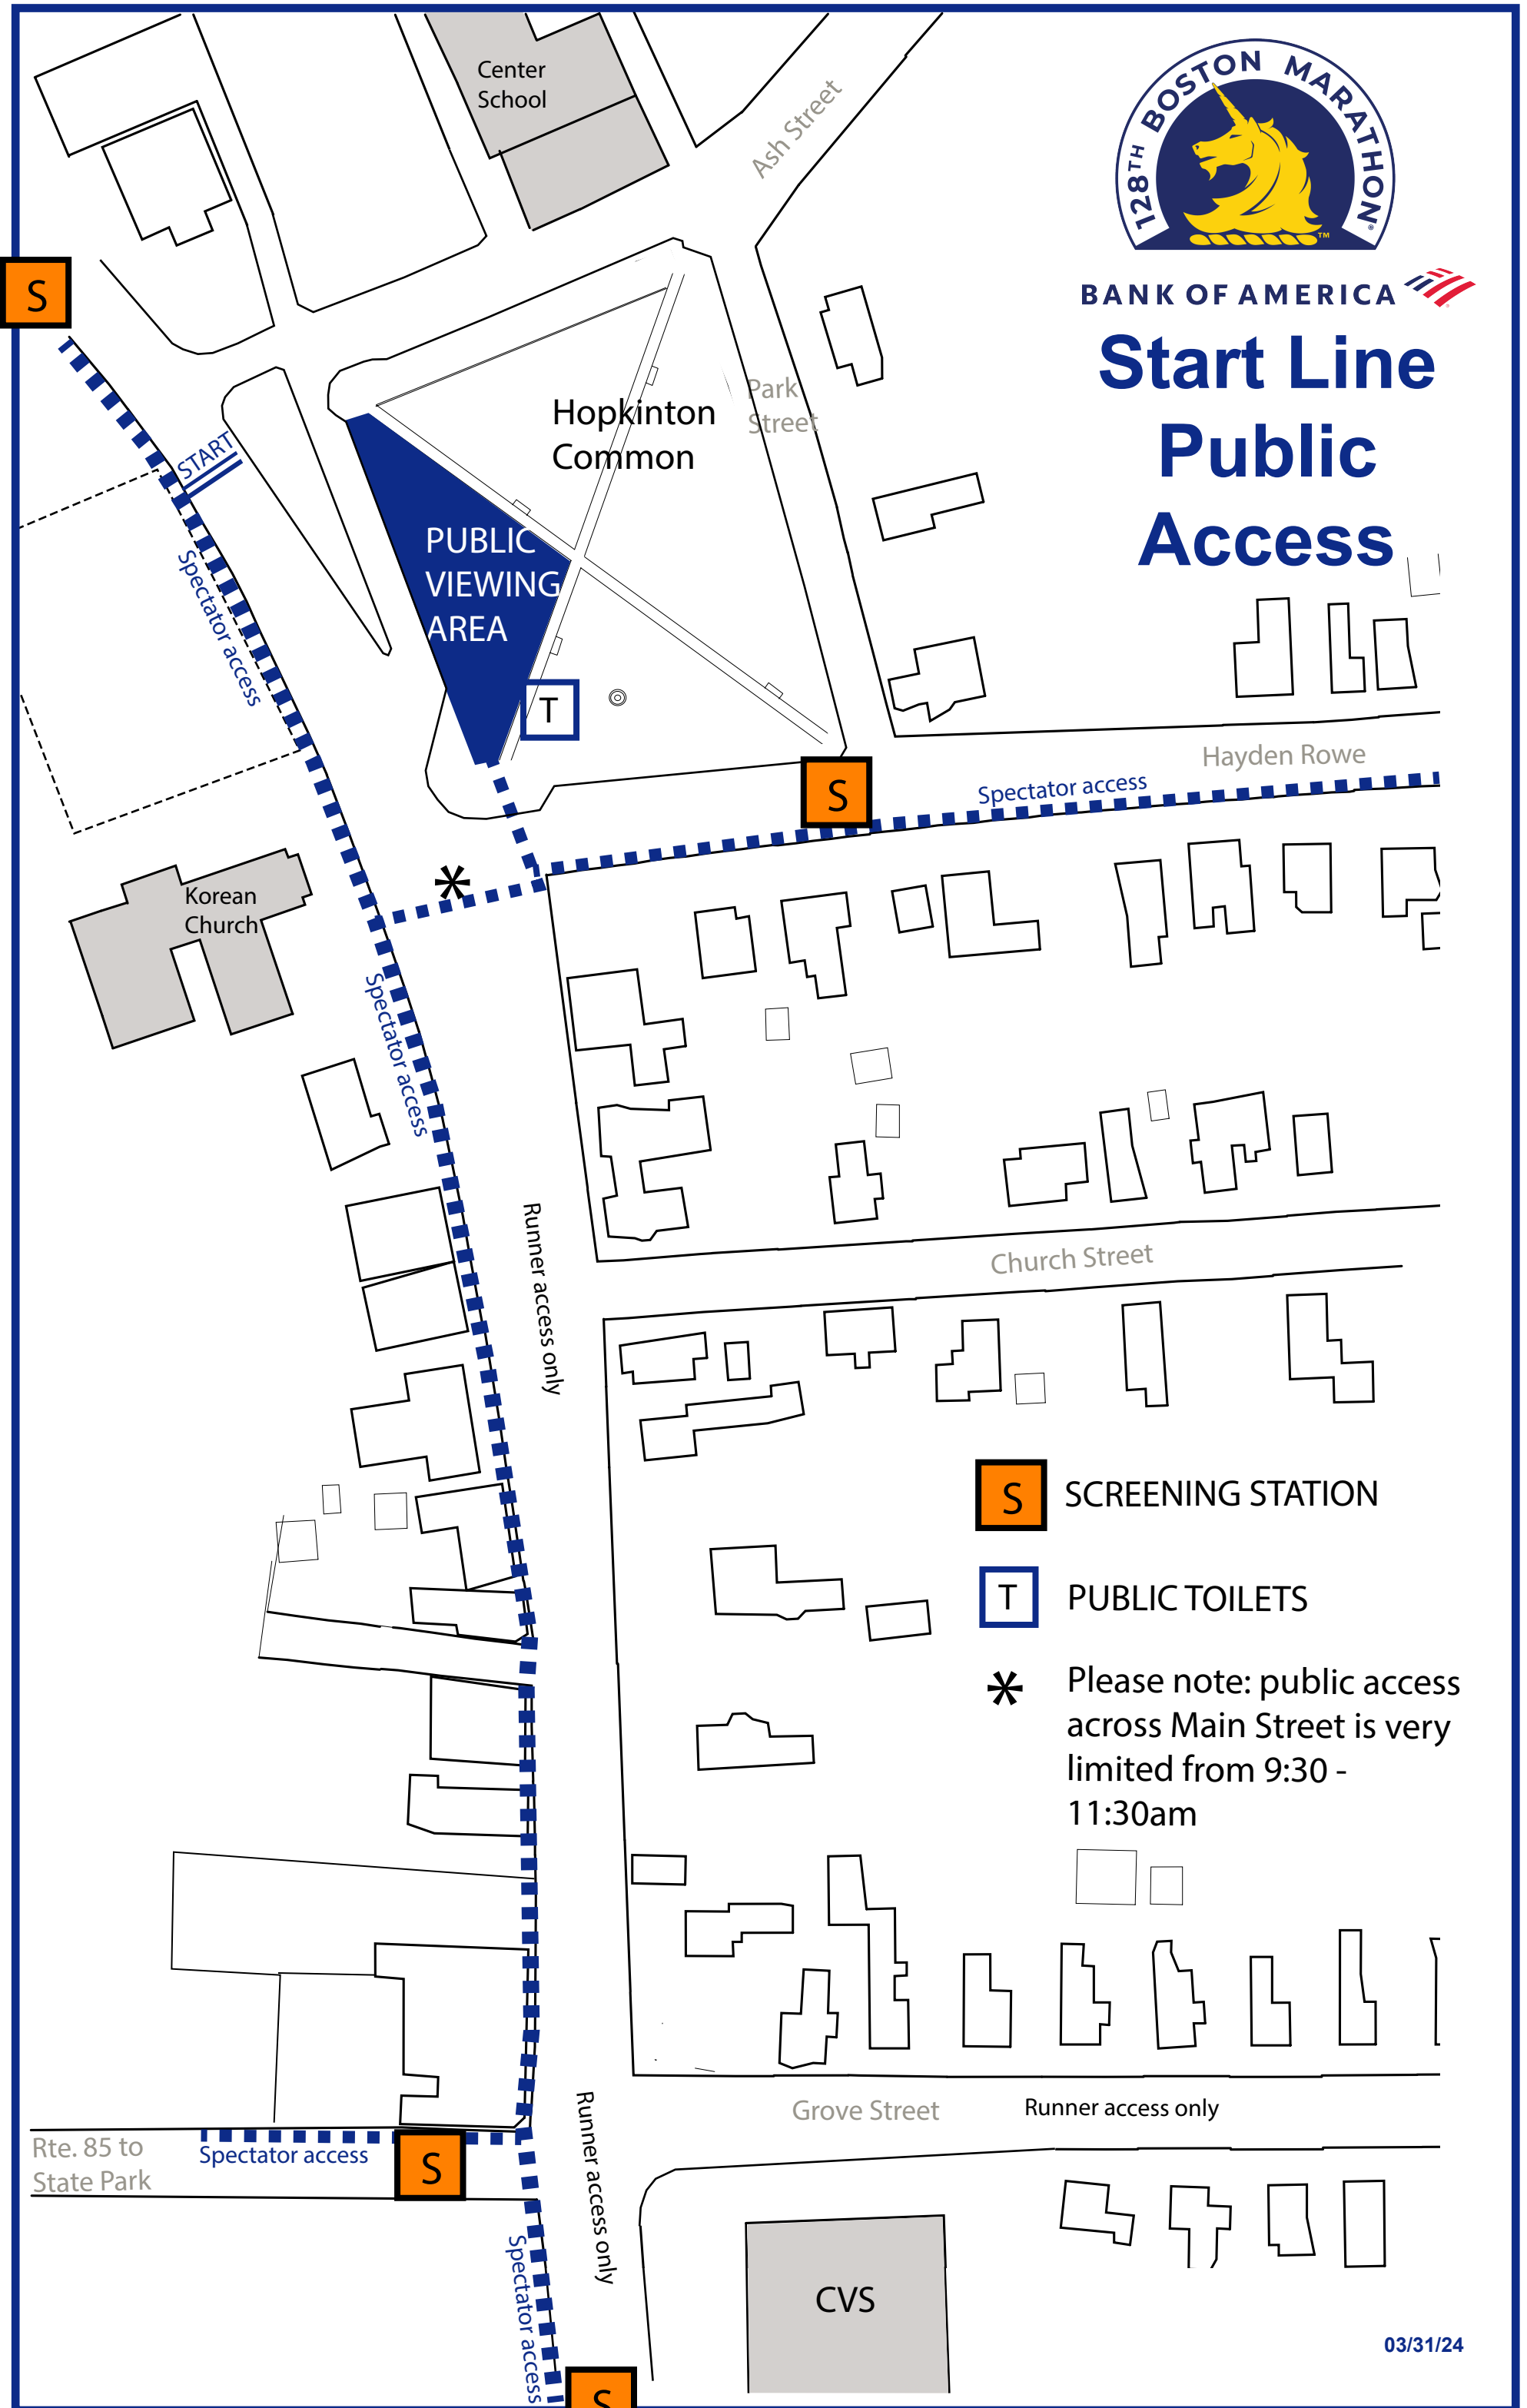 Center
School
Ash Street
128TH BOSTON MARATHON®
TM
BANK OF AMERICA
Start Line
Public
Access
S
START
Hopkinton
Common
Park
Street
PUBLIC
VIEWING
AREA
Spectator access
T
Hayden Rowe
S
Spectator access
*
Korean
Church
Spectator access
Runner access only
Church Street
S SCREENING STATION
T PUBLIC TOILETS
* Please note: public access
across Main Street is very
limited from 9:30 -
11:30am
Grove Street
Runner access only
Rte. 85 to
State Park
Spectator access
S
Runner access only
Spectator access
CVS
03/31/24
S